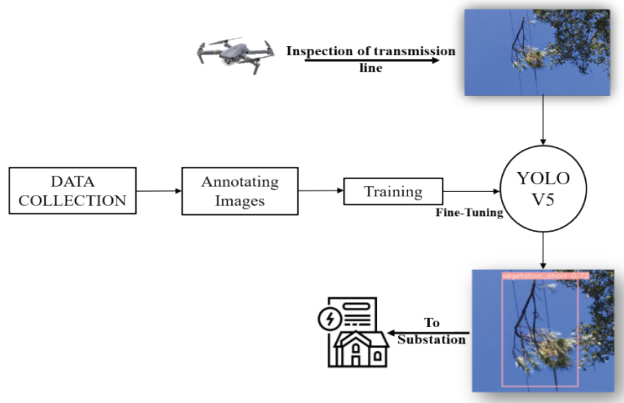 Inspection of transmission
line
DATA
COLLECTION
Annotating
Images
Training
Fine-Tuning
YOLO
V5
To
Substation